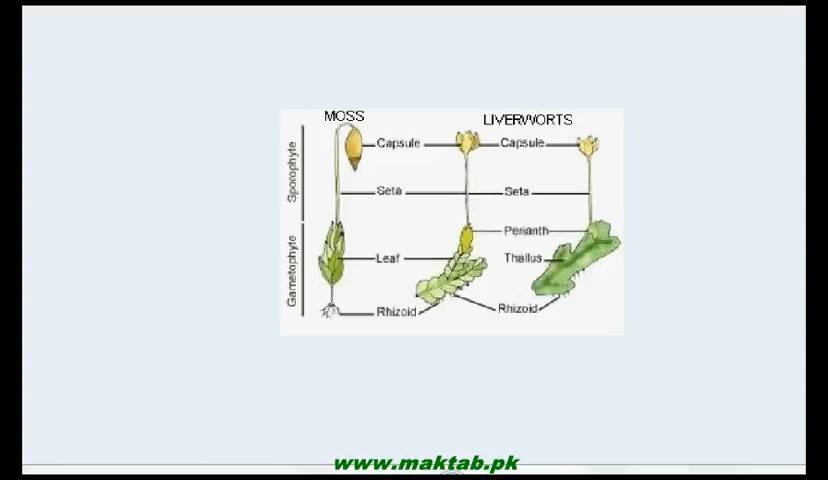 MOSS
LIVERWORTS
Capsule
Capsule
Sporophyte
Seta
Seta
Perianth
Gametophyte
Leaf
Thallus
Rhizoid
Rhizoid
www.maktab.pk